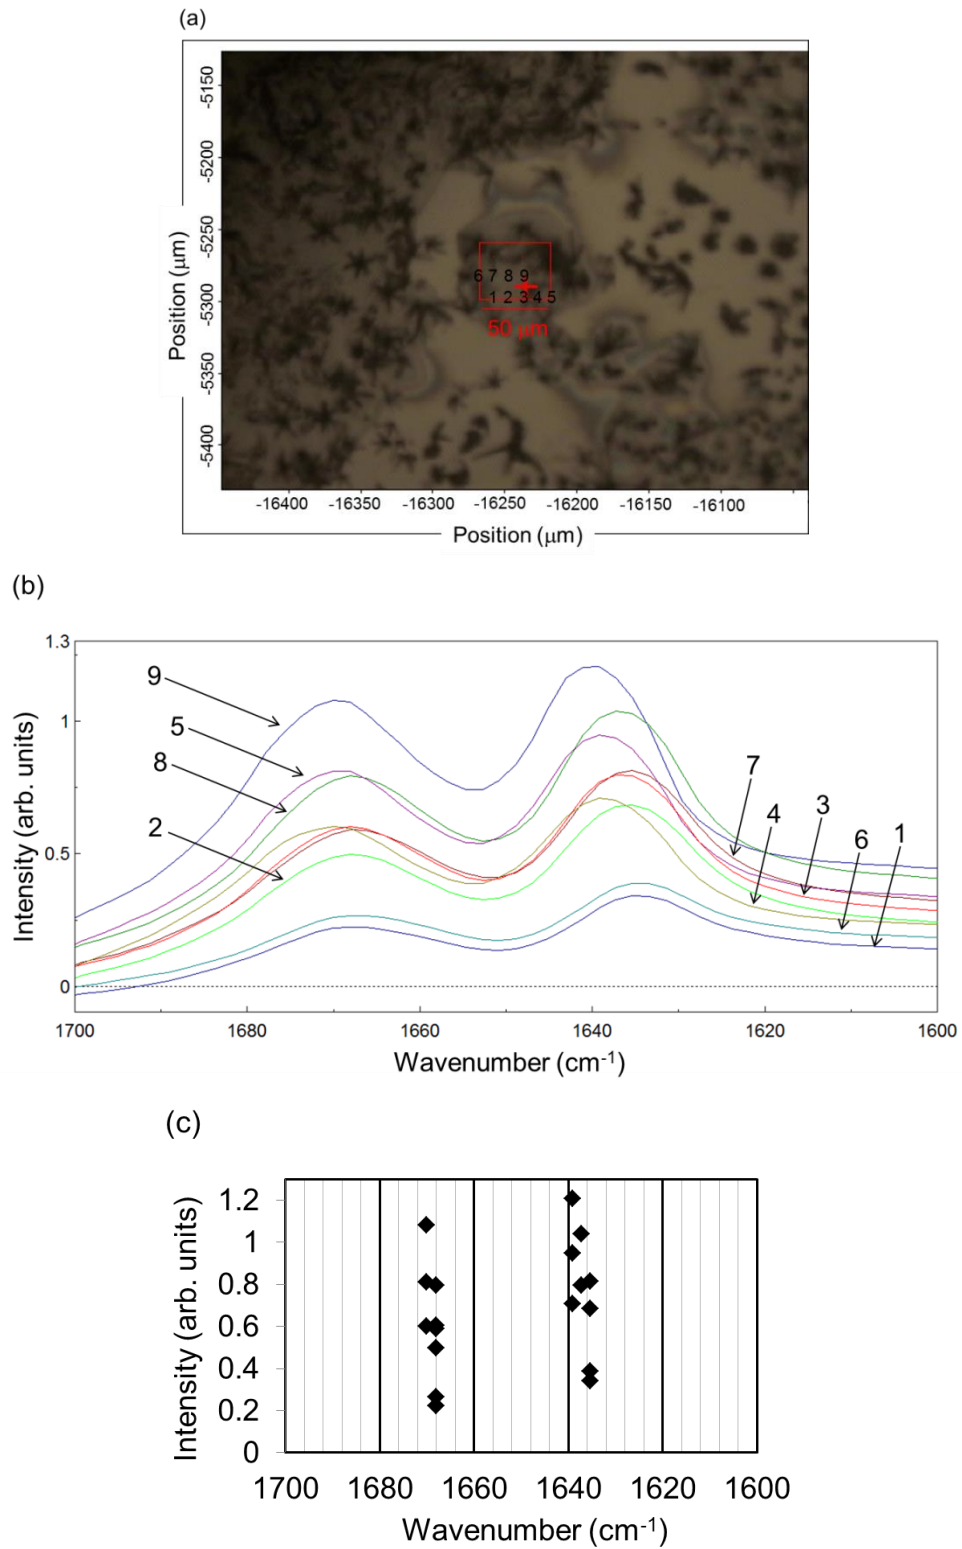 (a)
Position (μm)
-5150
-5200
-5250
-5300
-5350
-5400
6 7 8 9
1 2 3 4 5
50 μm
-16400 -16350 -16300 -16250 -16200 -16150 -16100
Position (μm)
(b)
Intensity (arb. units)
1.3
1
0.5
0
9
5
8
2
7
4
3
6
1
1700 1680 1660 1640 1620 1600
Wavenumber (cm-1)
(c)
Intensity (arb. units)
1.2
1
0.8
0.6
0.4
0.2
0
1700 1680 1660 1640 1620 1600
Wavenumber (cm-1)